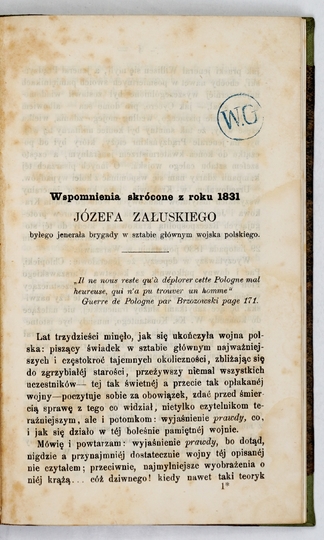 W.G
Wspomnienia skrócone z roku 1831
JÓZEFA ZAŁUSKIEGO
byłego jenerała brygady w sztabie głównym wojska polskiego.
„Il ne nous reste qu'à déplorer cette Pologne mal
heureuse, qui n'a pu trouver un homme“
Guerre de Pologne par Brzozowski page 171.
Lat trzydzieści minęło, jak się ukończyła wojna pol-
ska: piszący świadek w sztabie głównym najważniej-
szych i częstokroć tajemnych okoliczności, zbliżając się
do zgrzybiałéj starości, przeżywszy niemal wszystkich
uczestników— tej tak świetnéj a przecie tak opłakanéj
wojny—poczytuje sobie za obowiązek, zdać przed śmier-
cią sprawę z tego co widział, nietylko czytelnikom te-
raźniejszym, ale i potomkom: wyjaśnienie prawdy, co,
i jak się działo w téj boleśnie pamiętnéj wojnie.
Mówię i powtarzam: wyjaśnienie prawdy, bo dotąd,
nigdzie a przynajmniéj dostatecznie wojny téj opisanéj
nie czytałem; przeciwnie, najmylniejsze wyobrażenia o
niéj krążą... cóż dziwnego! kiedy nawet taki teoryk
1*